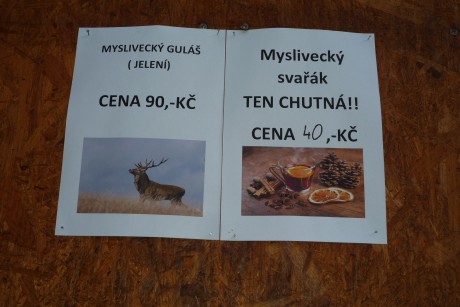 MYSLIVECKÝ GULÁŠ
( JELENÍ)
CENA 90,-KČ
Myslivecký
svařák
TEN CHUTNÁ!!
CENA 40,-KČ